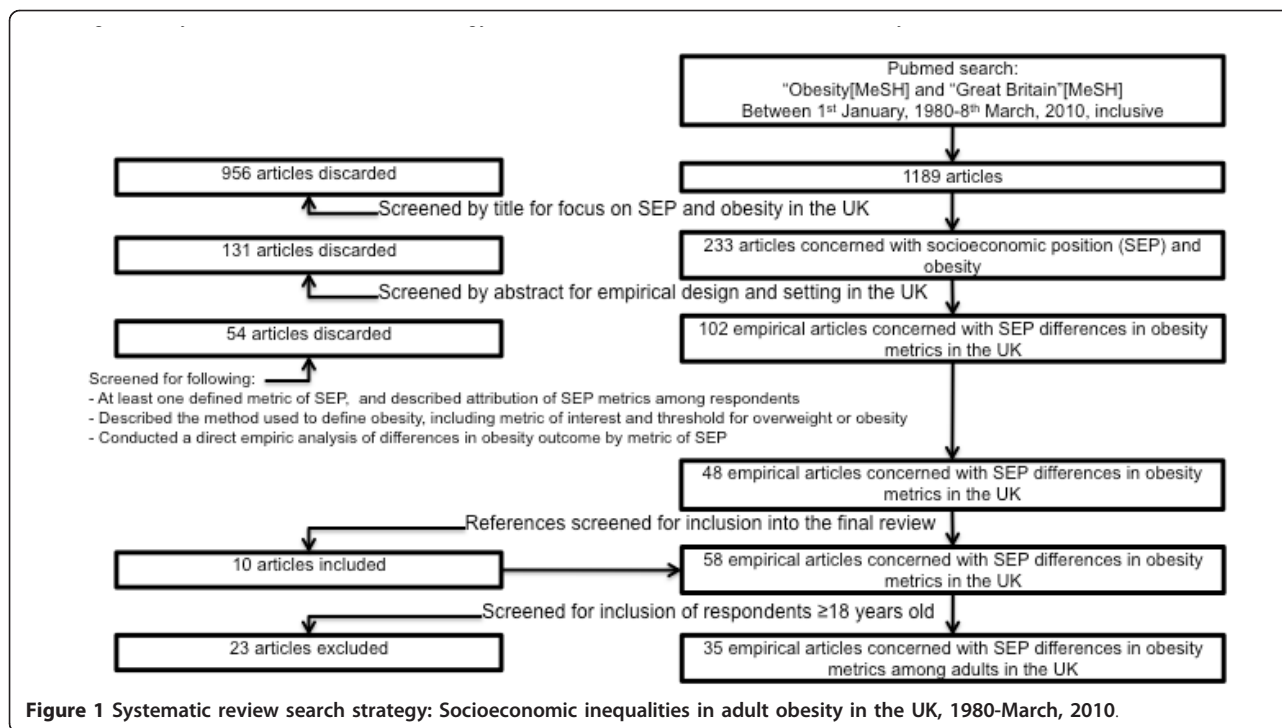 Pubmed search:
"Obesity[MeSH] and "Great Britain"[MeSH]
Between 1st January, 1980-8th March, 2010, inclusive
956 articles discarded
1189 articles
Screened by title for focus on SEP and obesity in the UK
131 articles discarded
233 articles concerned with socioeconomic position (SEP) and
obesity
Screened by abstract for empirical design and setting in the UK
54 articles discarded
102 empirical articles concerned with SEP differences in obesity
metrics in the UK
Screened for following:
- At least one defined metric of SEP, and described attribution of SEP metrics among respondents
- Described the method used to define obesity, including metric of interest and threshold for overweight or obesity
- Conducted a direct empiric analysis of differences in obesity outcome by metric of SEP
48 empirical articles concerned with SEP differences in obesity
metrics in the UK
References screened for inclusion into the final review
10 articles included
58 empirical articles concerned with SEP differences in obesity
metrics in the UK
Screened for inclusion of respondents ≥18 years old
23 articles excluded
35 empirical articles concerned with SEP differences in obesity
metrics among adults in the UK
Figure 1 Systematic review search strategy: Socioeconomic inequalities in adult obesity in the UK, 1980-March, 2010.